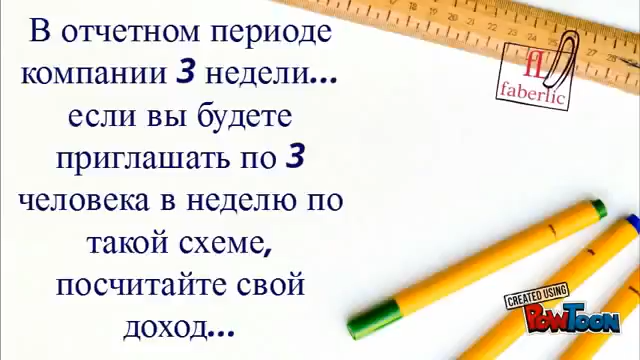 В отчетном периоде
компании 3 недели...
если вы будете
приглашать по 3
человека в неделю по
такой схеме,
посчитайте свой
доход...
fl
faberlic
CREATED USING
POWTOON